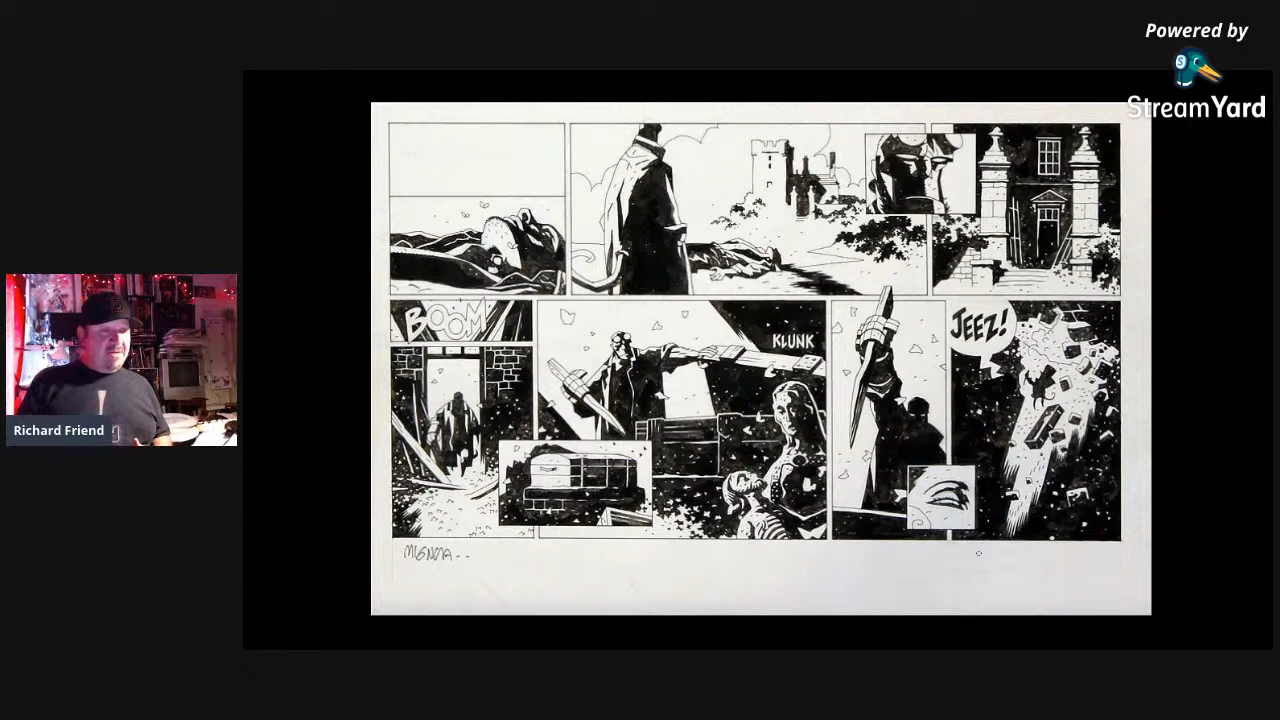 Powered by
StreamYard
BOOM
KLUNK
JEEZ!
Richard Friend
MIGNOLA--